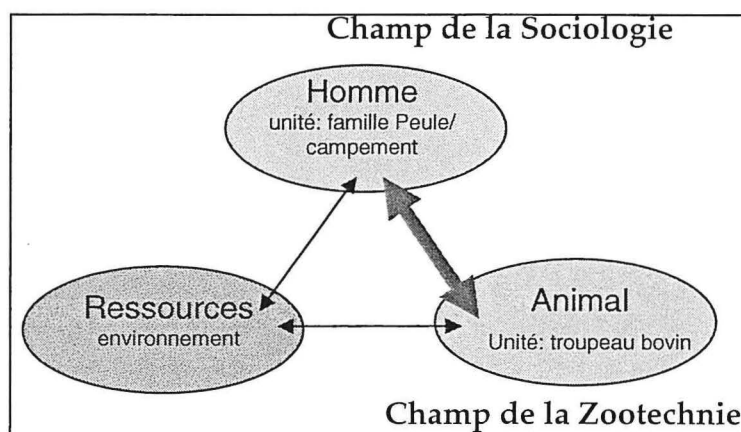 Champ de la Sociologie
Homme
unité: famille Peule/
campement
Ressources
environnement
Animal
Unité: troupeau bovin
Champ de la Zootechnie